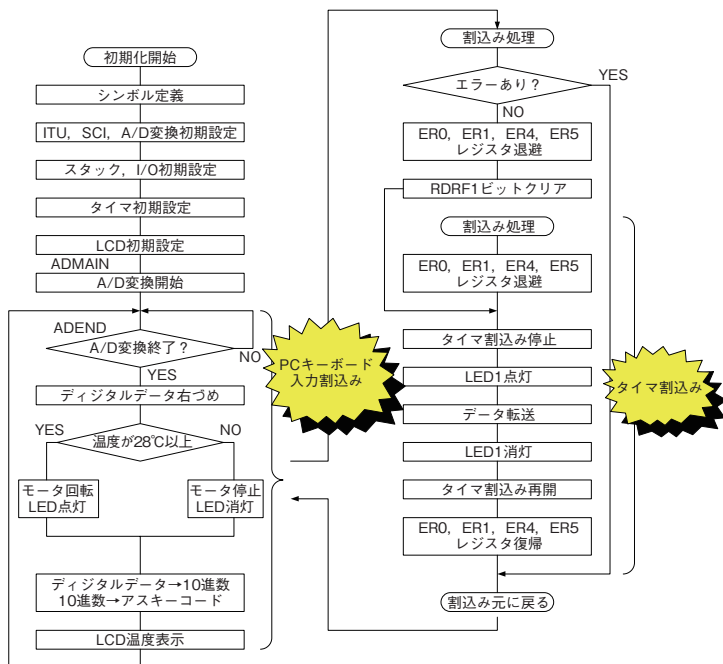 初期化開始
シンボル定義
ITU, SCI, A/D変換初期設定
スタック, I/O初期設定
タイマ初期設定
LCD初期設定
ADMAIN
A/D変換開始
ADEND
A/D変換終了？
NO
YES
ディジタルデータ右づめ
YES
NO
温度が28℃以上
モータ回転
LED点灯
モータ停止
LED消灯
ディジタルデータ→10進数
10進数→アスキーコード
LCD温度表示
PCキーボード
入力割込み
割込み処理
エラーあり？
YES
NO
ER0, ER1, ER4, ER5
レジスタ退避
RDRF1ビットクリア
割込み処理
ER0, ER1, ER4, ER5
レジスタ退避
タイマ割込み停止
LED1点灯
データ転送
LED1消灯
タイマ割込み再開
ER0, ER1, ER4, ER5
レジスタ復帰
割込み元に戻る
タイマ割込み